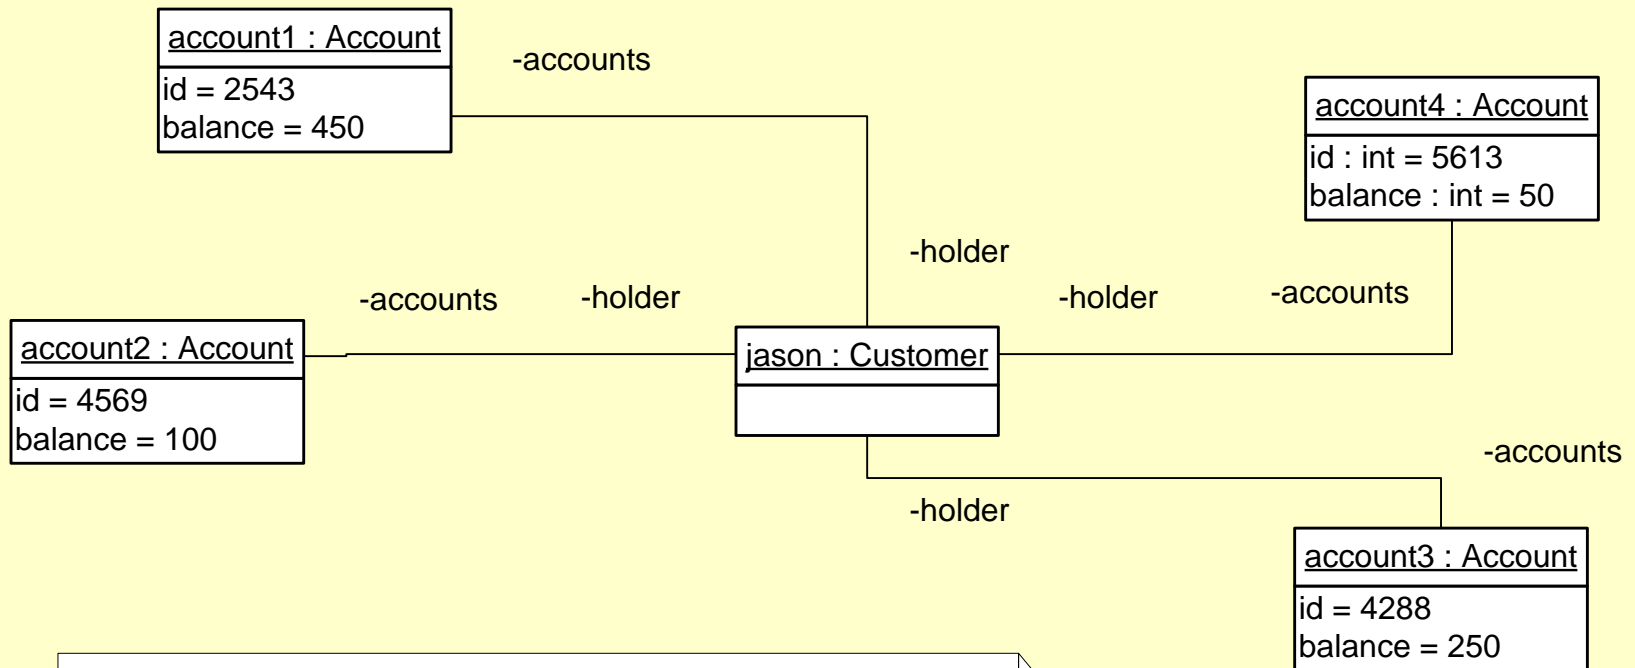 account1 : Account
id = 2543
balance = 450
-accounts
account4 : Account
id : int = 5613
balance : int = 50
-holder
-accounts
-holder
-holder
-accounts
account2 : Account
id = 4569
balance = 100
jason : Customer
-accounts
-holder
account3 : Account
id = 4288
balance = 250